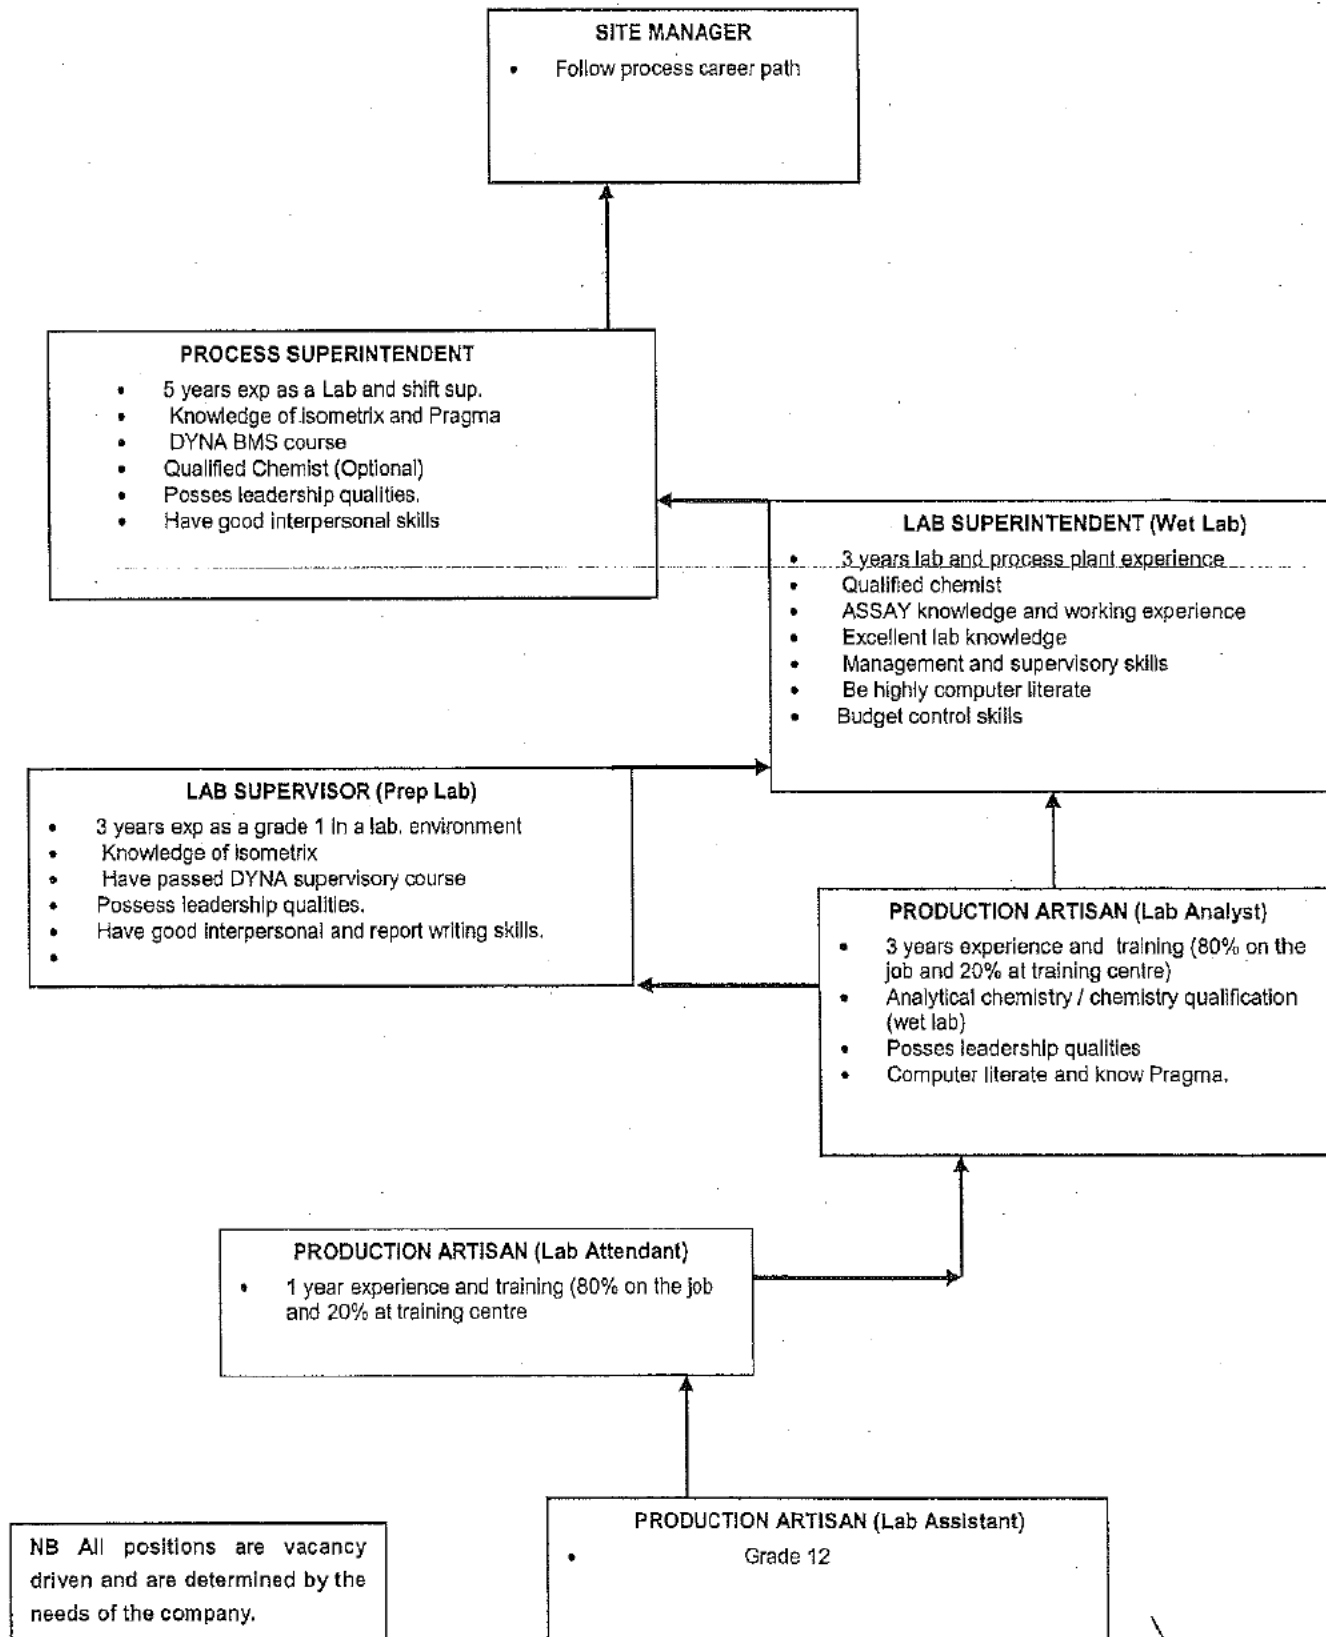 SITE MANAGER
• Follow process career path
PROCESS SUPERINTENDENT
• 5 years exp as a Lab and shift sup.
• Knowledge of isometrix and Pragma
• DYNA BMS course
• Qualified Chemist (Optional)
• Posses leadership qualities.
• Have good interpersonal skills
LAB SUPERINTENDENT (Wet Lab)
• 3 years lab and process plant experience
• Qualified chemist
• ASSAY knowledge and working experience
• Excellent lab knowledge
• Management and supervisory skills
• Be highly computer literate
• Budget control skills
LAB SUPERVISOR (Prep Lab)
• 3 years exp as a grade 1 in a lab. environment
• Knowledge of isometrix
• Have passed DYNA supervisory course
• Possess leadership qualities.
• Have good interpersonal and report writing skills.
•
PRODUCTION ARTISAN (Lab Analyst)
• 3 years experience and training (80% on the
job and 20% at training centre)
• Analytical chemistry / chemistry qualification
(wet lab)
• Posses leadership qualities
• Computer literate and know Pragma.
PRODUCTION ARTISAN (Lab Attendant)
• 1 year experience and training (80% on the job
and 20% at training centre
PRODUCTION ARTISAN (Lab Assistant)
• Grade 12
NB All positions are vacancy
driven and are determined by the
needs of the company.